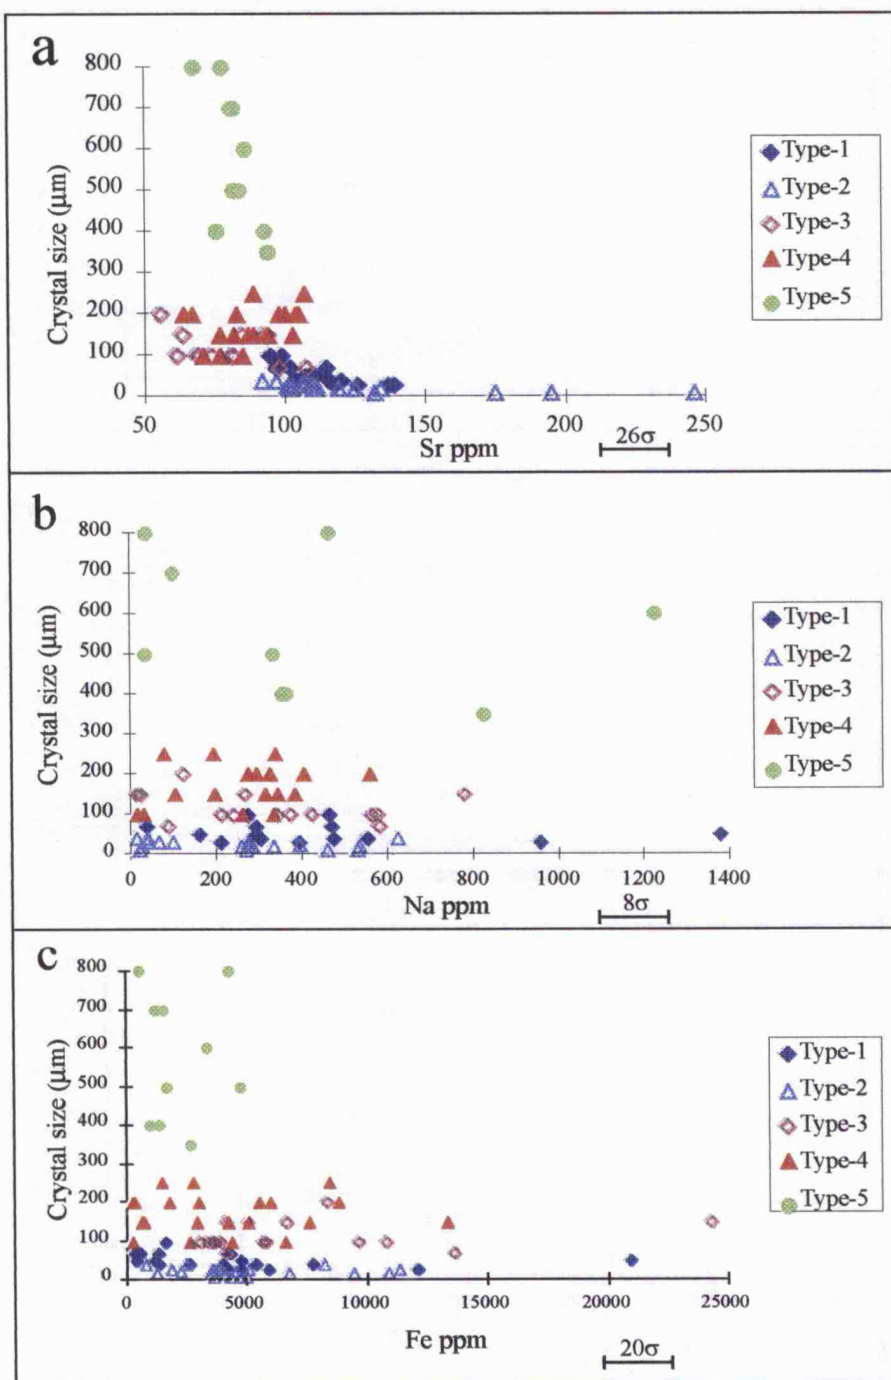 a
Crystal size (μm)
800
700
600
500
400
300
200
100
0
50
100
150
200
250
Sr ppm
26σ
Type-1
Type-2
Type-3
Type-4
Type-5
b
Crystal size (μm)
800
700
600
500
400
300
200
100
0
0
200
400
600
800
1000
1200
1400
Na ppm
8σ
Type-1
Type-2
Type-3
Type-4
Type-5
c
Crystal size (μm)
800
700
600
500
400
300
200
100
0
0
5000
10000
15000
20000
25000
Fe ppm
20σ
Type-1
Type-2
Type-3
Type-4
Type-5